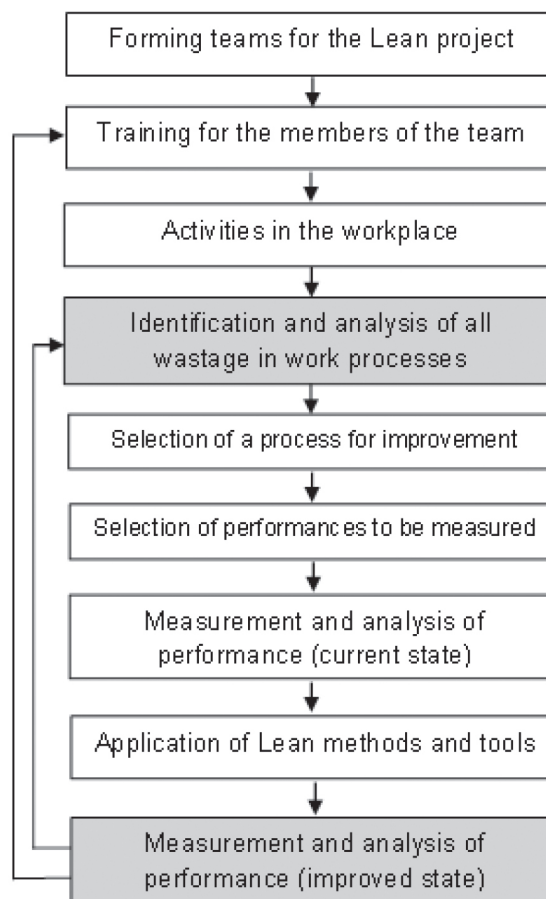 Forming teams for the Lean project
Training for the members of the team
Activities in the workplace
Identification and analysis of all
wastage in work processes
Selection of a process for improvement
Selection of performances to be measured
Measurement and analysis of
performance (current state)
Application of Lean methods and tools
Measurement and analysis of
performance (improved state)